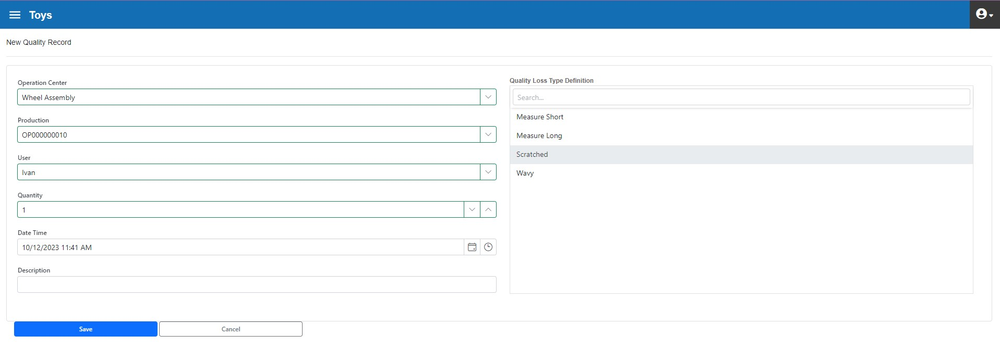 Toys
New Quality Record
Operation Center
Wheel Assembly
Production
OP000000010
User
Ivan
Quantity
1
Date Time
10/12/2023 11:41 AM
Description
Quality Loss Type Definition
Search...
Measure Short
Measure Long
Scratched
Wavy
Save
Cancel